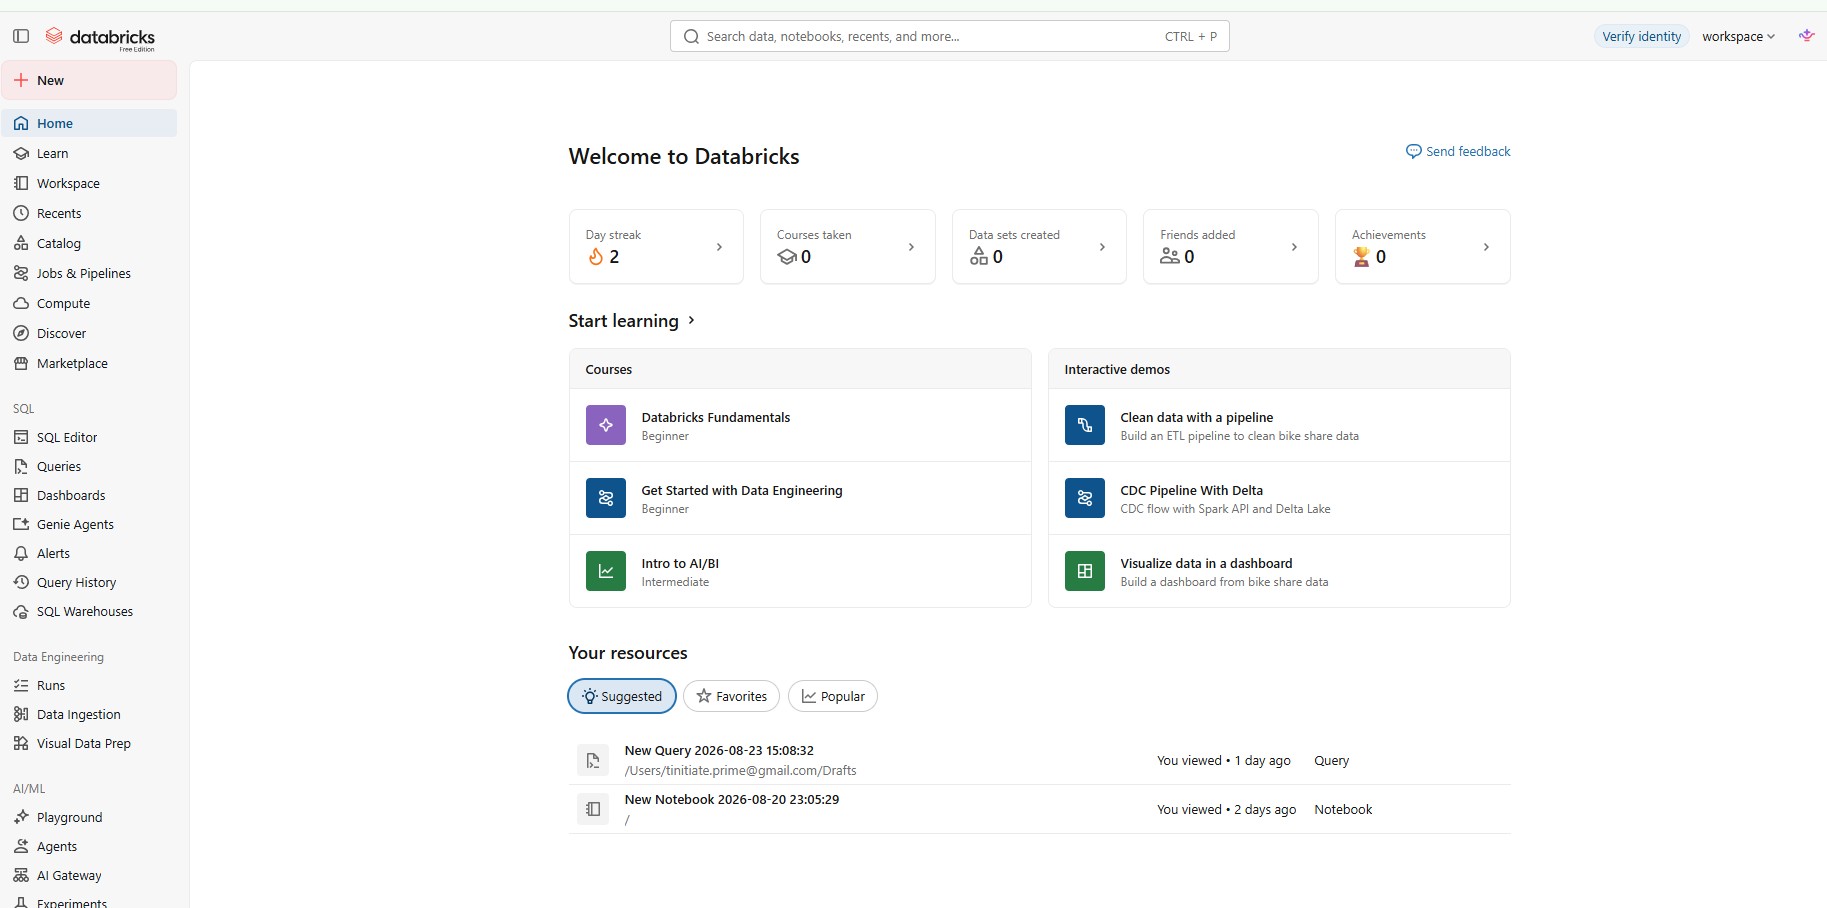 databricks
Free Edition
Search data, notebooks, recents, and more...
CTRL + P
Verify identity
workspace
New
Home
Learn
Workspace
Recents
Catalog
Jobs & Pipelines
Compute
Discover
Marketplace
SQL
SQL Editor
Queries
Dashboards
Genie Agents
Alerts
Query History
SQL Warehouses
Data Engineering
Runs
Data Ingestion
Visual Data Prep
AI/ML
Playground
Agents
AI Gateway
Experiments
Welcome to Databricks
Send feedback
Day streak
2
Courses taken
0
Data sets created
0
Friends added
0
Achievements
0
Start learning
Courses
Databricks Fundamentals
Beginner
Get Started with Data Engineering
Beginner
Intro to AI/BI
Intermediate
Interactive demos
Clean data with a pipeline
Build an ETL pipeline to clean bike share data
CDC Pipeline With Delta
CDC flow with Spark API and Delta Lake
Visualize data in a dashboard
Build a dashboard from bike share data
Your resources
Suggested
Favorites
Popular
New Query 2026-08-23 15:08:32
/Users/tinitiate.prime@gmail.com/Drafts
You viewed • 1 day ago
Query
New Notebook 2026-08-20 23:05:29
/
You viewed • 2 days ago
Notebook